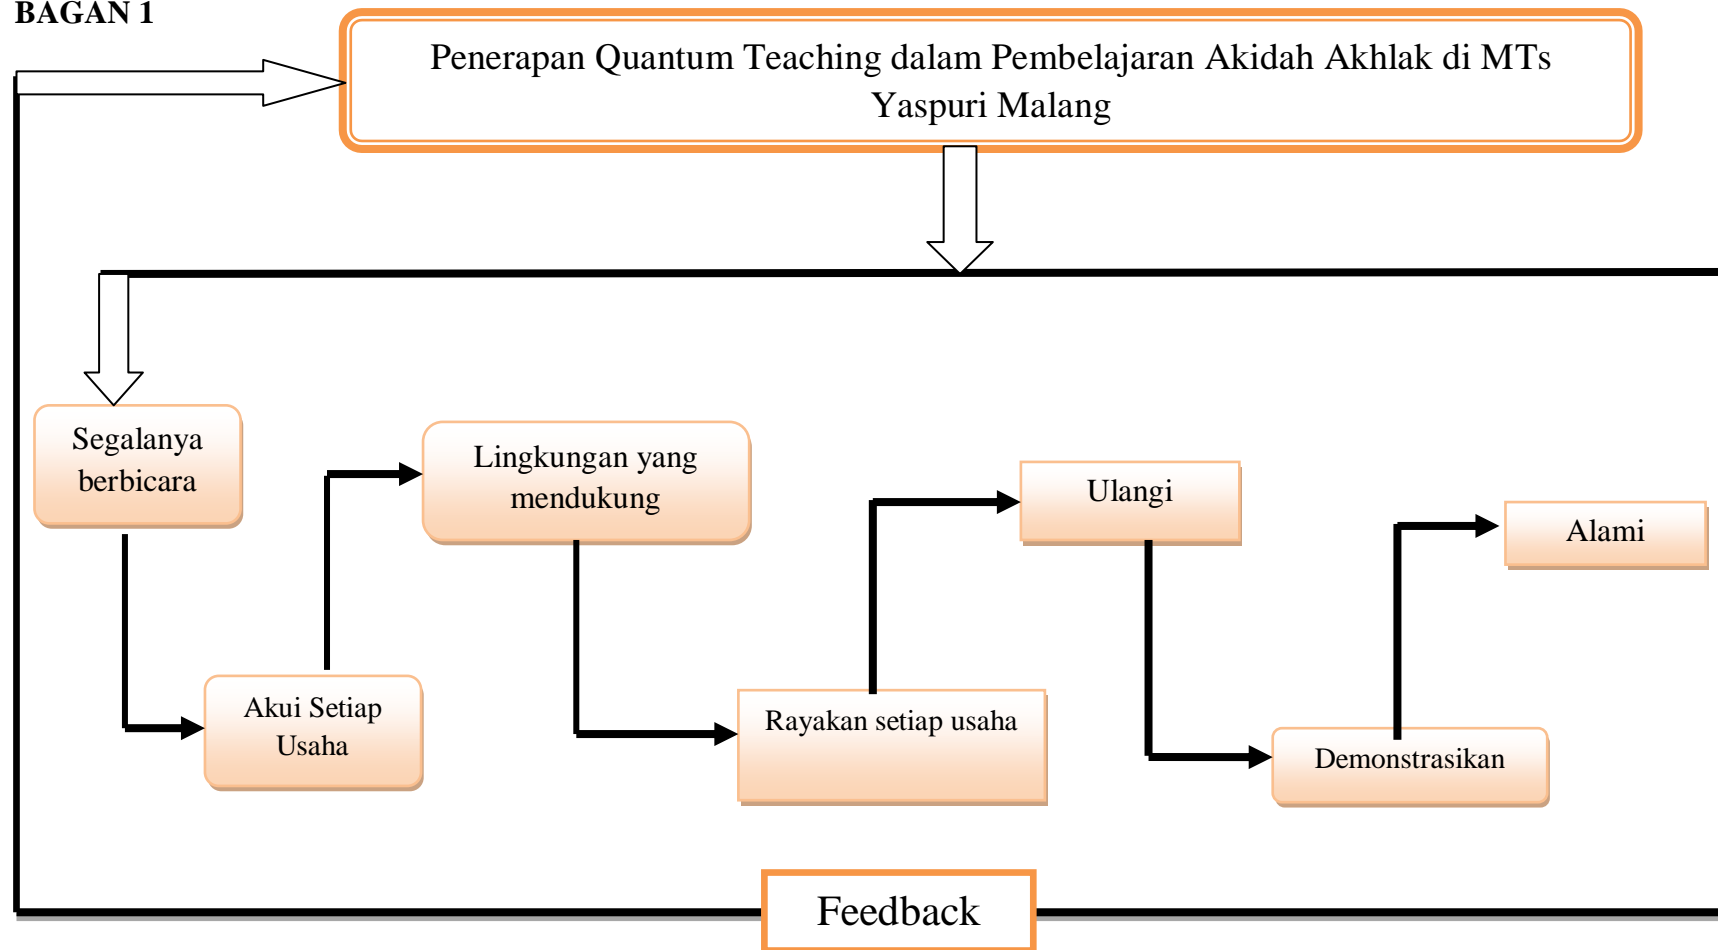 BAGAN 1
Penerapan Quantum Teaching dalam Pembelajaran Akidah Akhlak di MTs
Yaspuri Malang
Segalanya
berbicara
Lingkungan yang
mendukung
Ulangi
Alami
Akui Setiap
Usaha
Rayakan setiap usaha
Demonstrasikan
Feedback